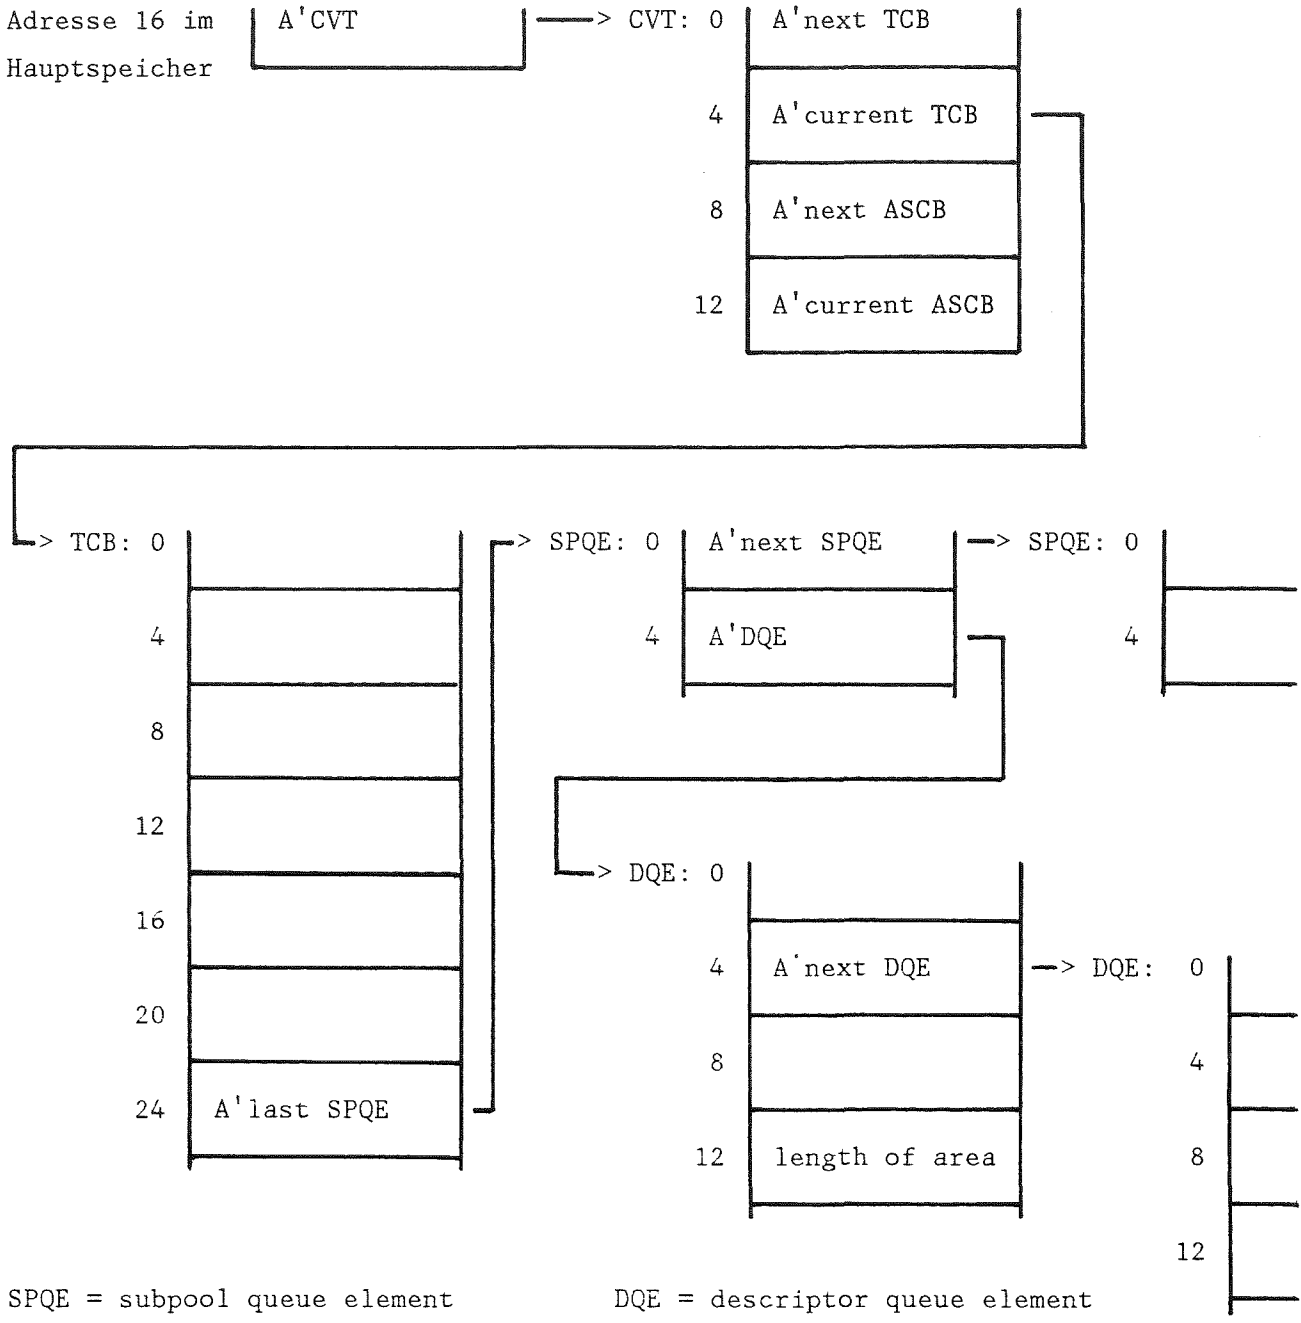 Adresse 16 im A'CVT ——> CVT: 0 A'next TCB
Hauptspeicher
4 A'current TCB
8 A'next ASCB
12 A'current ASCB
> TCB: 0 > SPQE: 0 A'next SPQE —> SPQE: 0
4 4 A'DQE 4
8
12
> DQE: 0
16
4 A'next DQE —> DQE: 0
20
8 4
24 A'last SPQE
12 length of area 8
12
SPQE = subpool queue element DQE = descriptor queue element